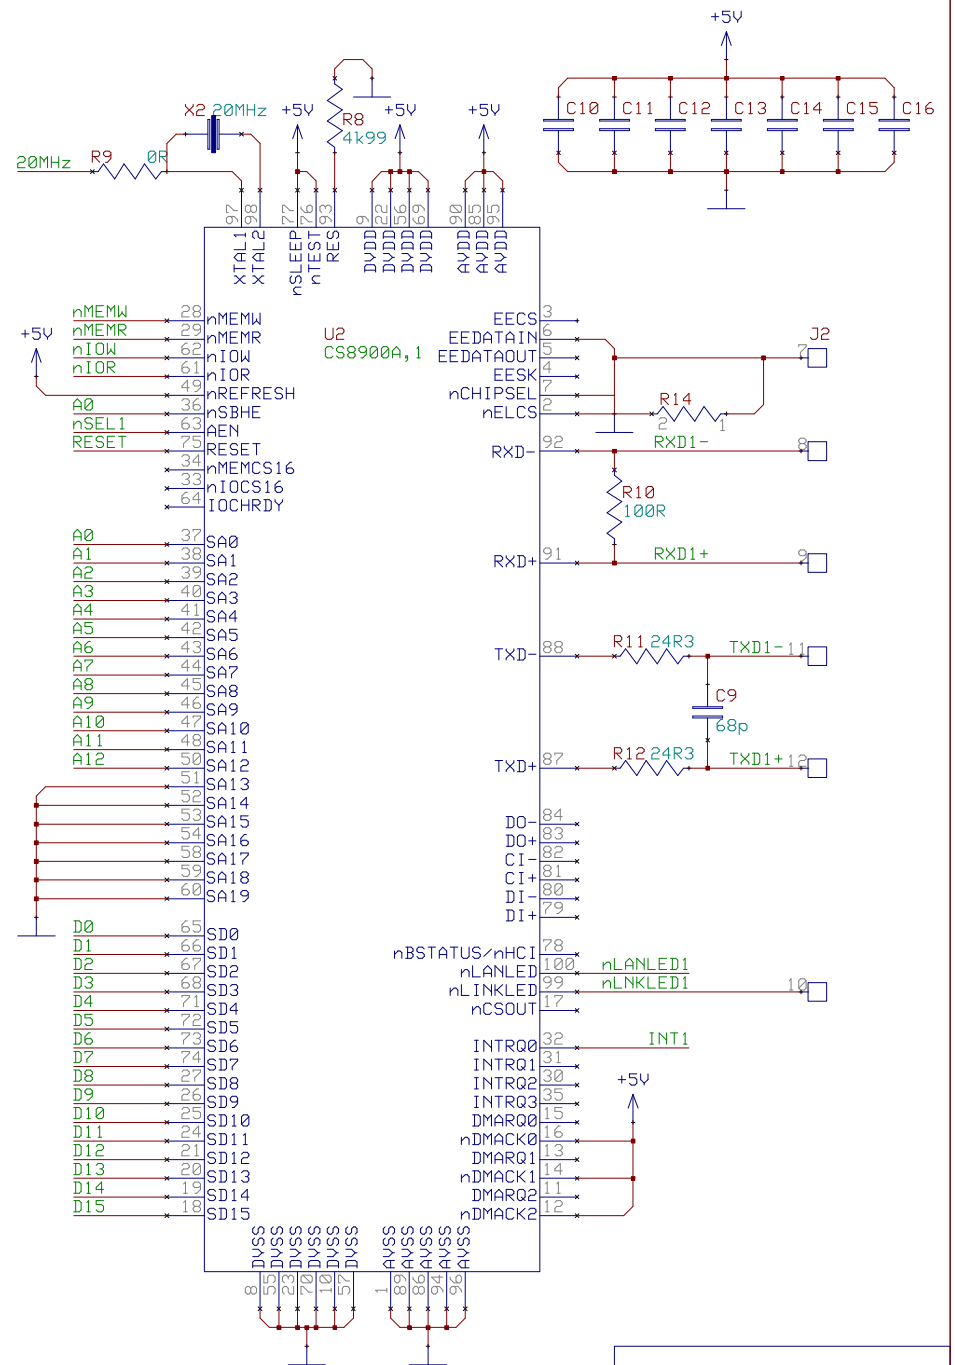 +5V
X2 20MHz
+5V
R8
4k99
+5V
+5V
C10 C11 C12 C13 C14 C15 C16
20MHz
R9 0R
97 98 77 76 93 9 22 56 69 90 85 95
XTAL1 XTAL2 nSLEEP nTEST RES DVDD DVDD DVDD DVDD AVDD AVDD AVDD
U2
CS8900A,1
+5V
nMEMW 28 nMEMW
nMEMR 29 nMEMR
nIOW 62 nIOW
nIOR 61 nIOR
49 nREFRESH
A0 36 nSBHE
nSEL1 63 AEN
RESET 75 RESET
34 nMEMCS16
33 nIOCS16
64 IOCHRDY
A0 37 SA0
A1 38 SA1
A2 39 SA2
A3 40 SA3
A4 41 SA4
A5 42 SA5
A6 43 SA6
A7 44 SA7
A8 45 SA8
A9 46 SA9
A10 47 SA10
A11 48 SA11
A12 50 SA12
51 SA13
52 SA14
53 SA15
54 SA16
58 SA17
59 SA18
60 SA19
D0 65 SD0
D1 66 SD1
D2 67 SD2
D3 68 SD3
D4 71 SD4
D5 72 SD5
D6 73 SD6
D7 74 SD7
D8 27 SD8
D9 26 SD9
D10 25 SD10
D11 24 SD11
D12 21 SD12
D13 20 SD13
D14 19 SD14
D15 18 SD15
EECS 3
EEDATAIN 6
EEDATAOUT 5
EESK 4
nCHIPSEL 7
nELCS 2
J2
7
R14
2 1
RXD- 92 RXD1- 8
R10
100R
RXD+ 91 RXD1+ 9
TXD- 88 R11 24R3 TXD1- 11
C9
68p
TXD+ 87 R12 24R3 TXD1+ 12
DO- 84
DO+ 83
CI- 82
CI+ 81
DI- 80
DI+ 79
nBSTATUS/nHCI 78
nLANLED 100 nLANLED1
nLINKLED 99 nLNKLED1 10
nCSOUT 17
INTRQ0 32 INT1
INTRQ1 31
INTRQ2 30
INTRQ3 35
+5V
DMARQ0 15
nDMACK0 16
DMARQ1 13
nDMACK1 14
DMARQ2 11
nDMACK2 12
DVSS DVSS DVSS DVSS DVSS DVSS AVSS AVSS AVSS AVSS AVSS
8 55 23 70 10 57 1 89 86 94 96